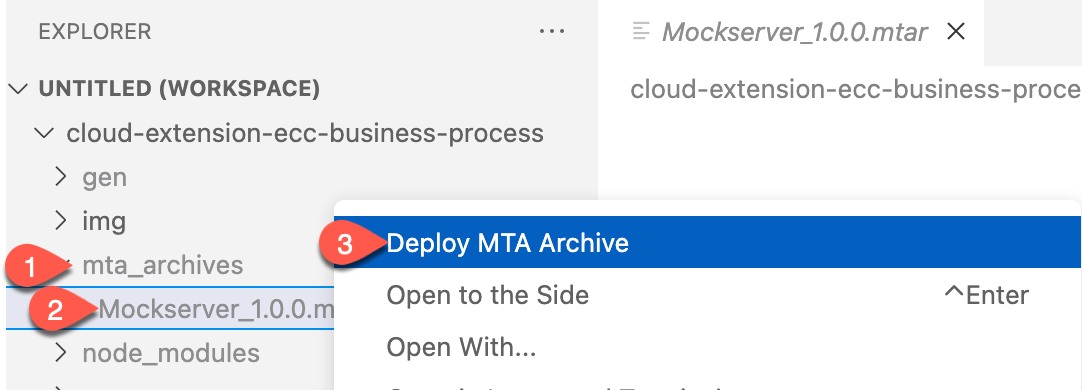 EXPLORER
...
Mockserver_1.0.0.mtar
UNTITLED (WORKSPACE)
cloud-extension-ecc-business-proce
cloud-extension-ecc-business-process
gen
img
3 Deploy MTA Archive
1 mta_archives
Open to the Side ^Enter
2 Mockserver_1.0.0.m
Open With...
node_modules